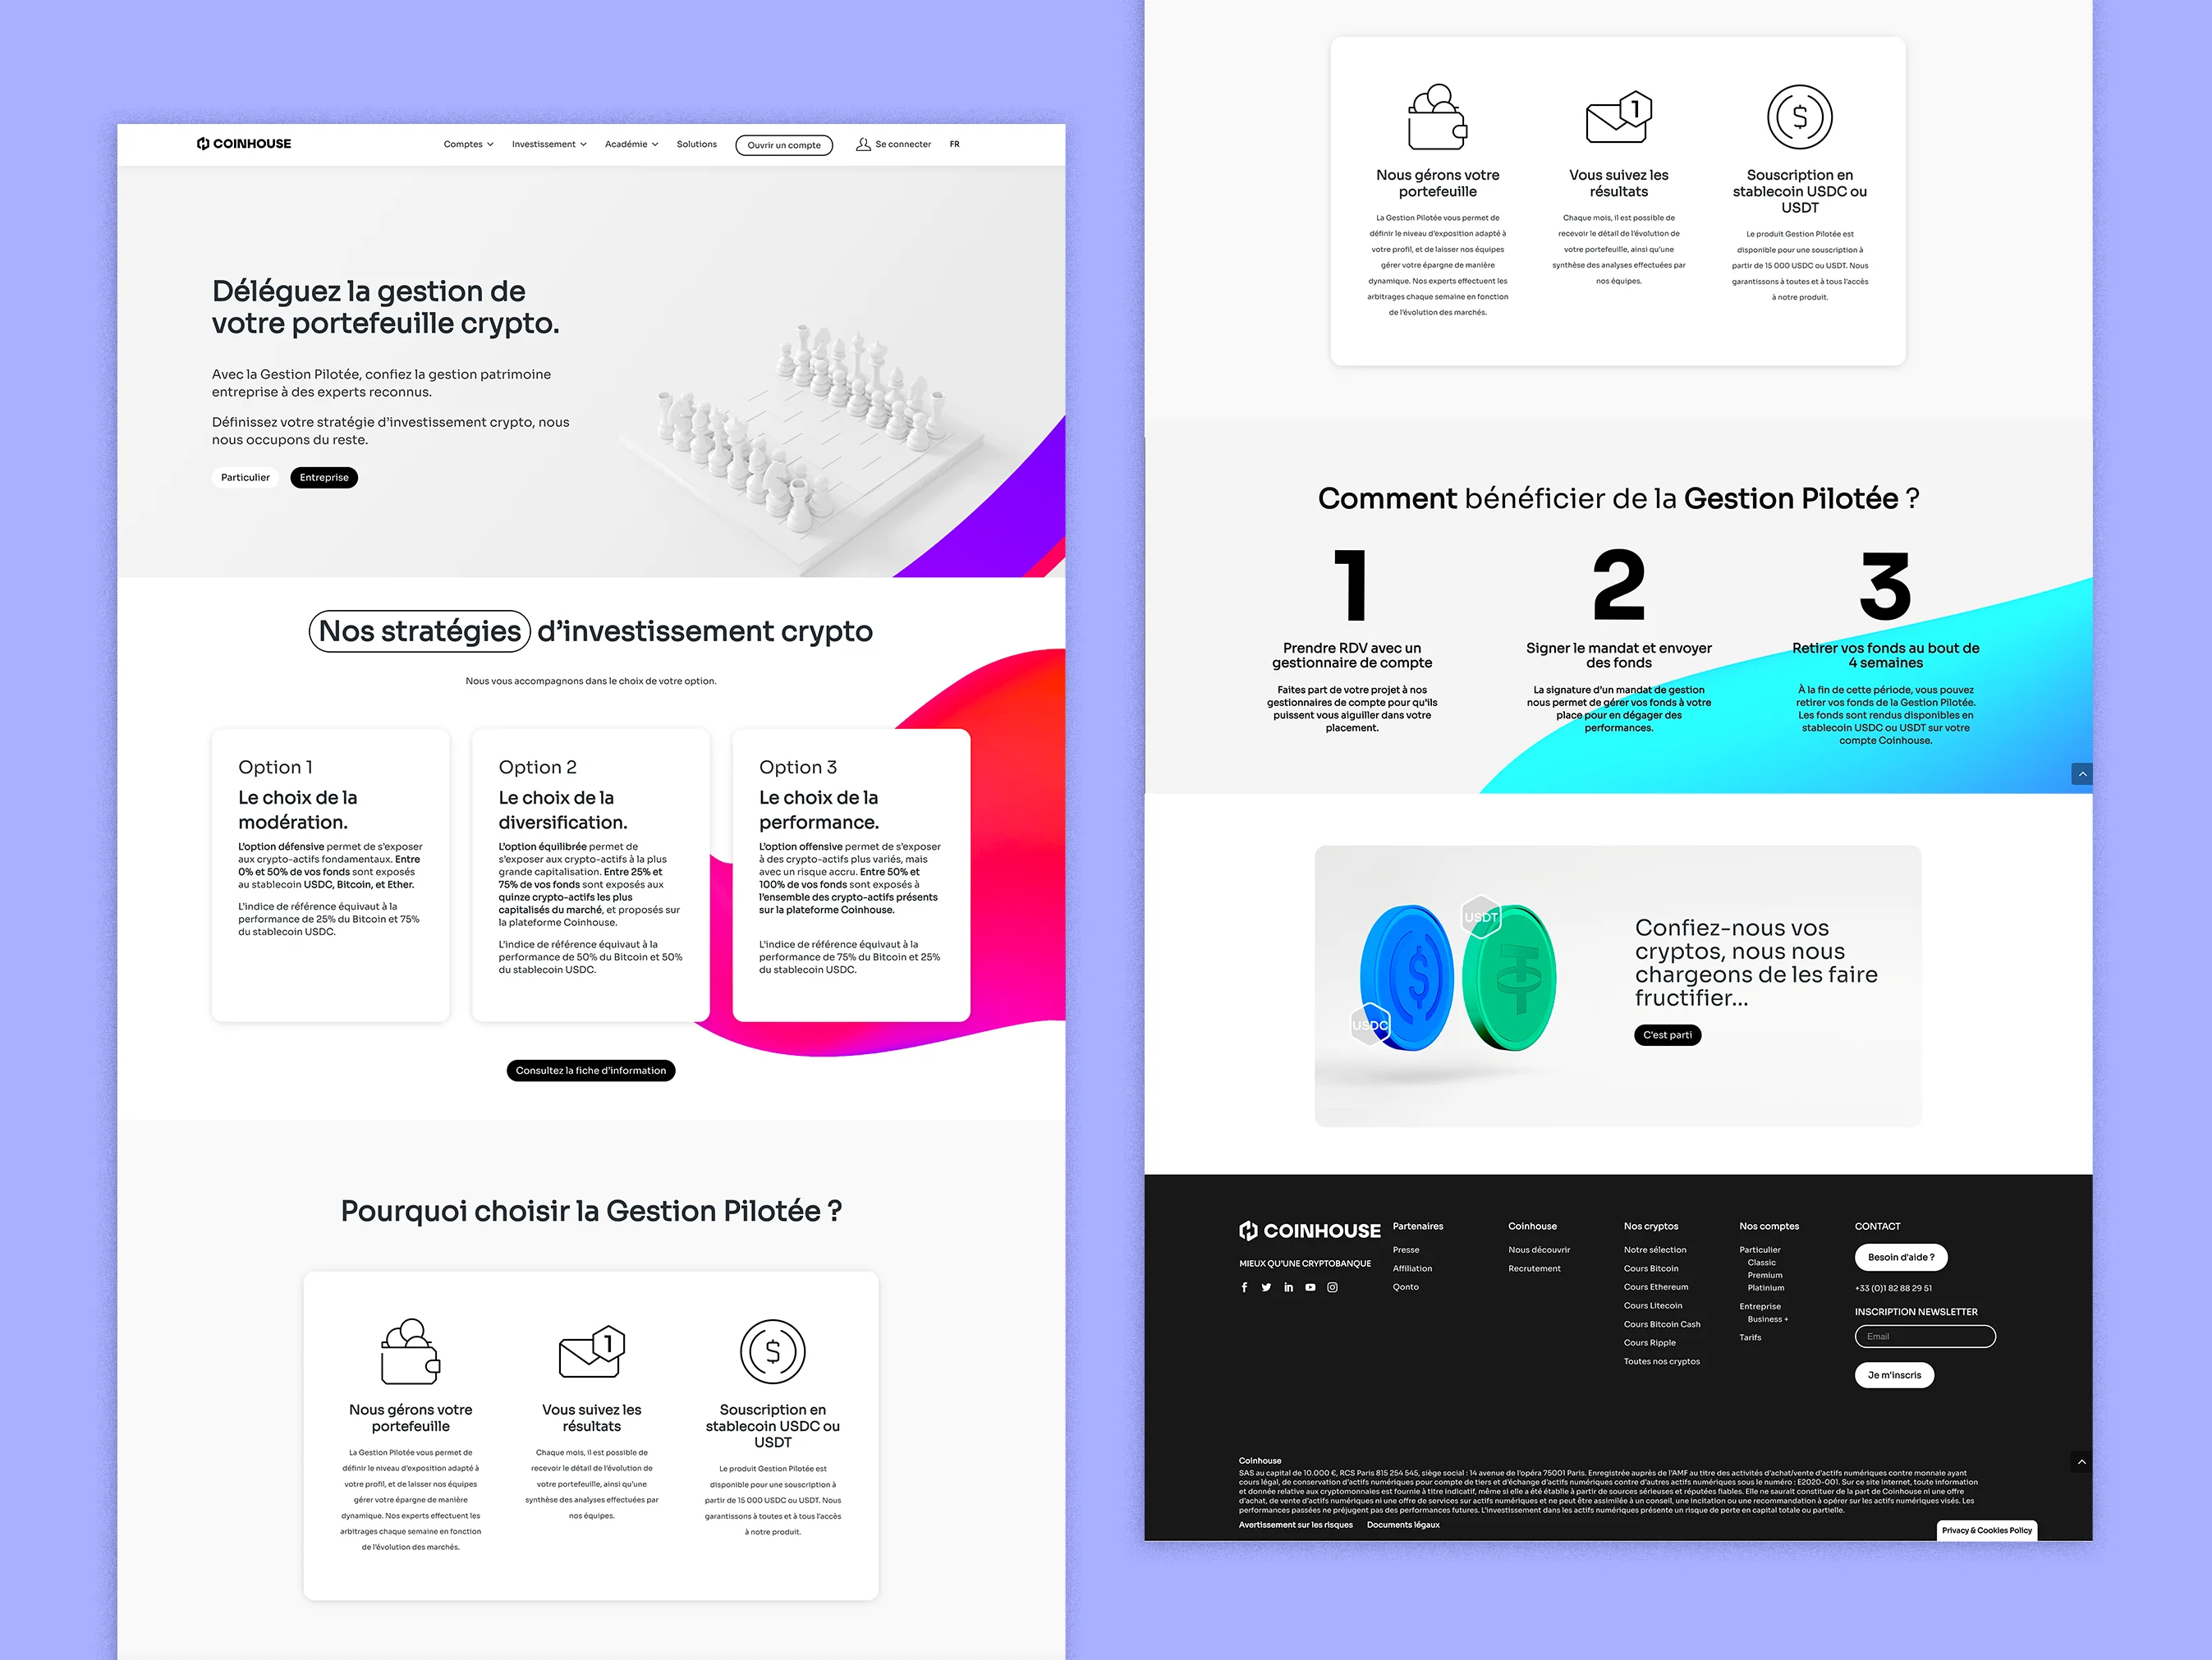 COINHOUSE
Comptes
Investissement
Académie
Solutions
Ouvrir un compte
Se connecter
FR
Déléguez la gestion de
votre portefeuille crypto.
Avec la Gestion Pilotée, confiez la gestion patrimoine
entreprise à des experts reconnus.
Définissez votre stratégie d'investissement crypto, nous
nous occupons du reste.
Particulier
Entreprise
Nos stratégies d'investissement crypto
Nous vous accompagnons dans le choix de votre option.
Option 1
Le choix de la
modération.
L'option défensive permet de s'exposer
aux crypto-actifs fondamentaux. Entre
0% et 50% de vos fonds sont exposés
au stablecoin USDC, Bitcoin, et Ether.
L'indice de référence équivaut à la
performance de 25% du Bitcoin et 75%
du stablecoin USDC.
Option 2
Le choix de la
diversification.
L'option équilibrée permet de
s'exposer aux crypto-actifs à la plus
grande capitalisation. Entre 25% et
75% de vos fonds sont exposés aux
quinze crypto-actifs les plus
capitalisés du marché, et proposés sur
la plateforme Coinhouse.
L'indice de référence équivaut à la
performance de 50% du Bitcoin et 50%
du stablecoin USDC.
Option 3
Le choix de la
performance.
L'option offensive permet de s'exposer
à des crypto-actifs plus variés, mais
avec un risque accru. Entre 50% et
100% de vos fonds sont exposés à
l'ensemble des crypto-actifs présents
sur la plateforme Coinhouse.
L'indice de référence équivaut à la
performance de 75% du Bitcoin et 25%
du stablecoin USDC.
Consultez la fiche d'information
Pourquoi choisir la Gestion Pilotée ?
1
Nous gérons votre
portefeuille
La Gestion Pilotée vous permet de
définir le niveau d'exposition adapté à
votre profil, et de laisser nos équipes
gérer votre épargne de manière
dynamique. Nos experts effectuent les
arbitrages chaque semaine en fonction
de l'évolution des marchés.
Vous suivez les
résultats
Chaque mois, il est possible de
recevoir le détail de l'évolution de
votre portefeuille, ainsi qu'une
synthèse des analyses effectuées par
nos équipes.
$
Souscription en
stablecoin USDC ou
USDT
Le produit Gestion Pilotée est
disponible pour une souscription à
partir de 15 000 USDC ou USDT. Nous
garantissons à toutes et à tous l'accès
à notre produit.
1
Nous gérons votre
portefeuille
La Gestion Pilotée vous permet de
définir le niveau d'exposition adapté à
votre profil, et de laisser nos équipes
gérer votre épargne de manière
dynamique. Nos experts effectuent les
arbitrages chaque semaine en fonction
de l'évolution des marchés.
Vous suivez les
résultats
Chaque mois, il est possible de
recevoir le détail de l'évolution de
votre portefeuille, ainsi qu'une
synthèse des analyses effectuées par
nos équipes.
$
Souscription en
stablecoin USDC ou
USDT
Le produit Gestion Pilotée est
disponible pour une souscription à
partir de 15 000 USDC ou USDT. Nous
garantissons à toutes et à tous l'accès
à notre produit.
Comment bénéficier de la Gestion Pilotée ?
1
Prendre RDV avec un
gestionnaire de compte
Faites part de votre projet à nos
gestionnaires de compte pour qu'ils
puissent vous aiguiller dans votre
placement.
2
Signer le mandat et envoyer
des fonds
La signature d'un mandat de gestion
nous permet de gérer vos fonds à votre
place pour en dégager des
performances.
3
Retirer vos fonds au bout de
4 semaines
À la fin de cette période, vous pouvez
retirer vos fonds de la Gestion Pilotée.
Les fonds sont rendus disponibles en
stablecoin USDC ou USDT sur votre
compte Coinhouse.
USDT
$
USDC
Confiez-nous vos
cryptos, nous nous
chargeons de les faire
fructifier...
C'est parti
COINHOUSE
MIEUX QU'UNE CRYPTOBANQUE
Partenaires
Presse
Affiliation
Qonto
Coinhouse
Nous découvrir
Recrutement
Nos cryptos
Notre sélection
Cours Bitcoin
Cours Ethereum
Cours Litecoin
Cours Bitcoin Cash
Cours Ripple
Toutes nos cryptos
Nos comptes
Particulier
Classic
Premium
Platinium
Entreprise
Business +
Tarifs
CONTACT
Besoin d'aide ?
+33 (0)1 82 88 29 51
INSCRIPTION NEWSLETTER
Email
Je m'inscris
Coinhouse
SAS au capital de 10.000 €, RCS Paris 815 254 545, siège social : 14 avenue de l'opéra 75001 Paris. Enregistrée auprès de l'AMF au titre des activités d'achat/vente d'actifs numériques contre monnaie ayant
cours légal, de conservation d'actifs numériques pour compte de tiers et d'échange d'actifs numériques contre d'autres actifs numériques sous le numéro : E2020-001. Sur ce site Internet, toute information
et donnée relative aux cryptomonnaies est fournie à titre indicatif, même si elle a été établie à partir de sources sérieuses et réputées fiables. Elle ne saurait constituer de la part de Coinhouse ni une offre
d'achat, de vente d'actifs numériques ni une offre de services sur actifs numériques et ne peut être assimilée à un conseil, une incitation ou une recommandation à opérer sur les actifs numériques visés. Les
performances passées ne préjugent pas des performances futures. L'investissement dans les actifs numériques présente un risque de perte en capital totale ou partielle.
Avertissement sur les risques
Documents légaux
Privacy & Cookies Policy